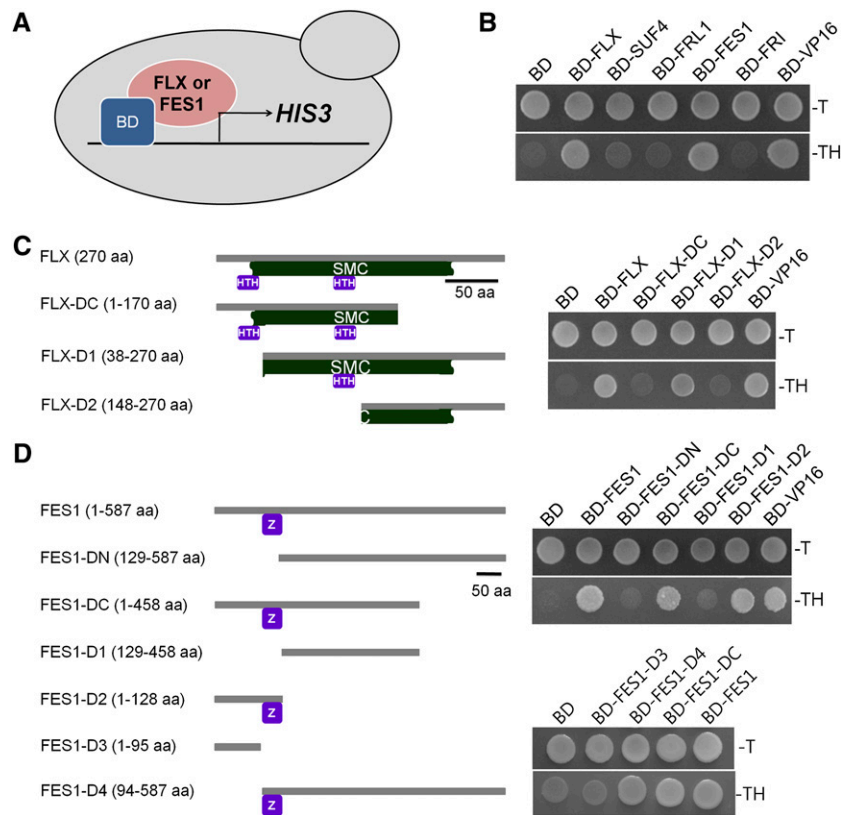 A
FLX or
FES1
BD
HIS3
B
BD
BD-FLX
BD-SUF4
BD-FRL1
BD-FES1
BD-FRI
BD-VP16
-T
-TH
C
FLX (270 aa)
SMC
HTH
HTH
50 aa
FLX-DC (1-170 aa)
SMC
HTH
HTH
FLX-D1 (38-270 aa)
SMC
HTH
FLX-D2 (148-270 aa)
C
BD
BD-FLX
BD-FLX-DC
BD-FLX-D1
BD-FLX-D2
BD-VP16
-T
-TH
D
FES1 (1-587 aa)
Z
FES1-DN (129-587 aa)
50 aa
FES1-DC (1-458 aa)
Z
FES1-D1 (129-458 aa)
FES1-D2 (1-128 aa)
Z
FES1-D3 (1-95 aa)
FES1-D4 (94-587 aa)
Z
BD
BD-FES1
BD-FES1-DN
BD-FES1-DC
BD-FES1-D1
BD-FES1-D2
BD-VP16
-T
-TH
BD
BD-FES1-D3
BD-FES1-D4
BD-FES1-DC
BD-FES1
-T
-TH